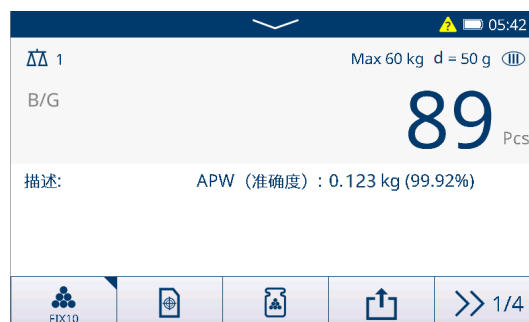 05:42
1
Max 60 kg d = 50 g III
B/G
89
Pcs
描述:
APW（准确度）: 0.123 kg (99.92%)
FIX10
1/4